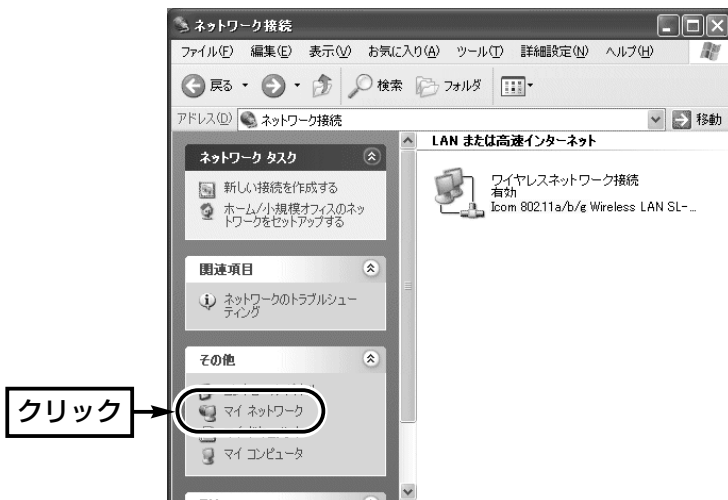 ネットワーク接続
ファイル(F) 編集(E) 表示(V) お気に入り(A) ツール(T) 詳細設定(N) ヘルプ(H)
戻る 検索 フォルダ
アドレス(D) ネットワーク接続 移動
LAN または高速インターネット
ネットワーク タスク
新しい接続を作成する
ホーム/小規模オフィスのネッ
トワークをセットアップする
ワイヤレスネットワーク接続
有効
Icom 802.11a/b/g Wireless LAN SL-...
関連項目
ネットワークのトラブルシュー
ティング
その他
クリック
マイ ネットワーク
マイ コンピュータ